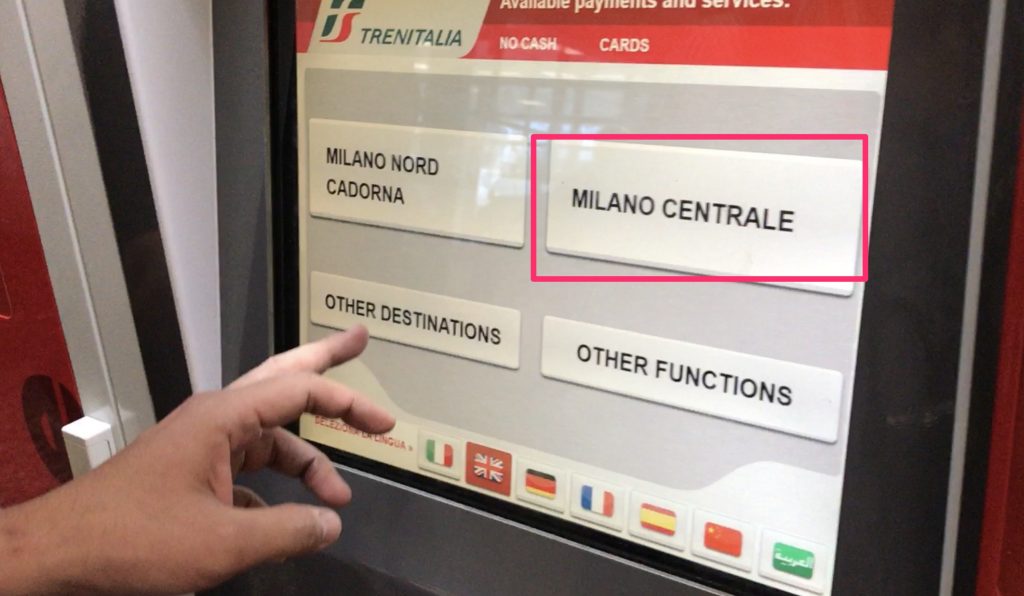 Available payments and services:
TRENITALIA
NO CASH CARDS
MILANO NORD
CADORNA
MILANO CENTRALE
OTHER DESTINATIONS
OTHER FUNCTIONS
SELEZIONA LA LINGUA »
العربية